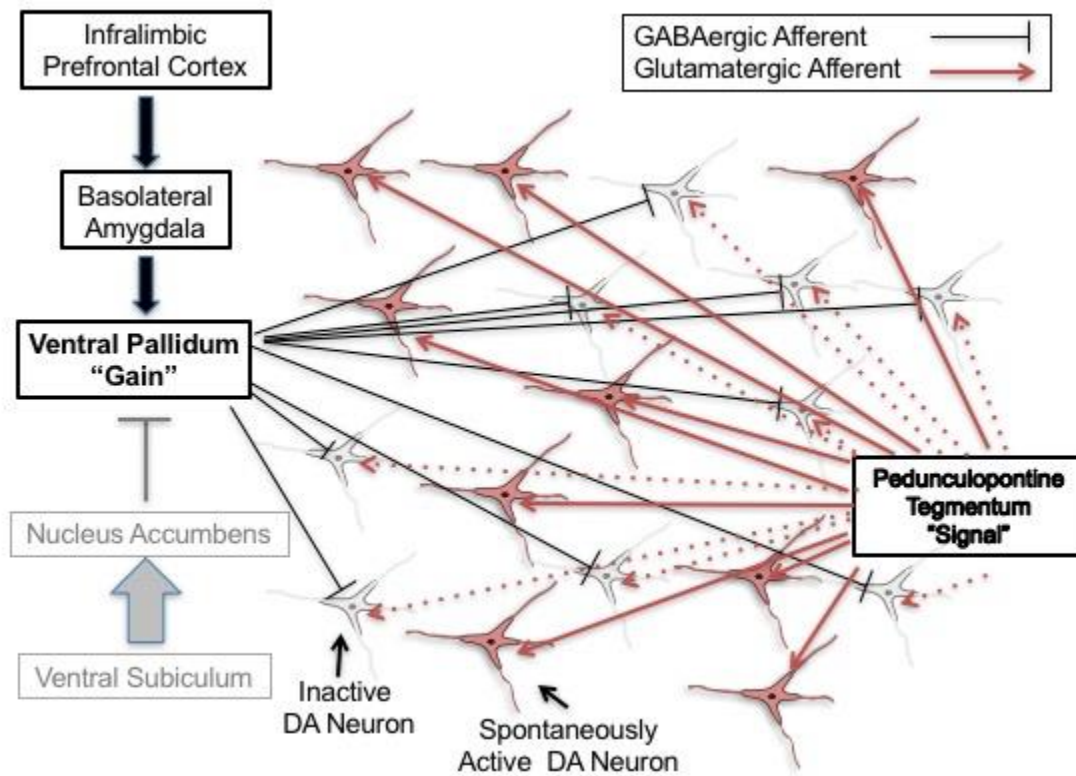 Infralimbic
Prefrontal Cortex
GABAergic Afferent
Glutamatergic Afferent
Basolateral
Amygdala
Ventral Pallidum
“Gain”
Pedunculopontine
Tegmentum
“Signal”
Nucleus Accumbens
Ventral Subiculum
Inactive
DA Neuron
Spontaneously
Active DA Neuron